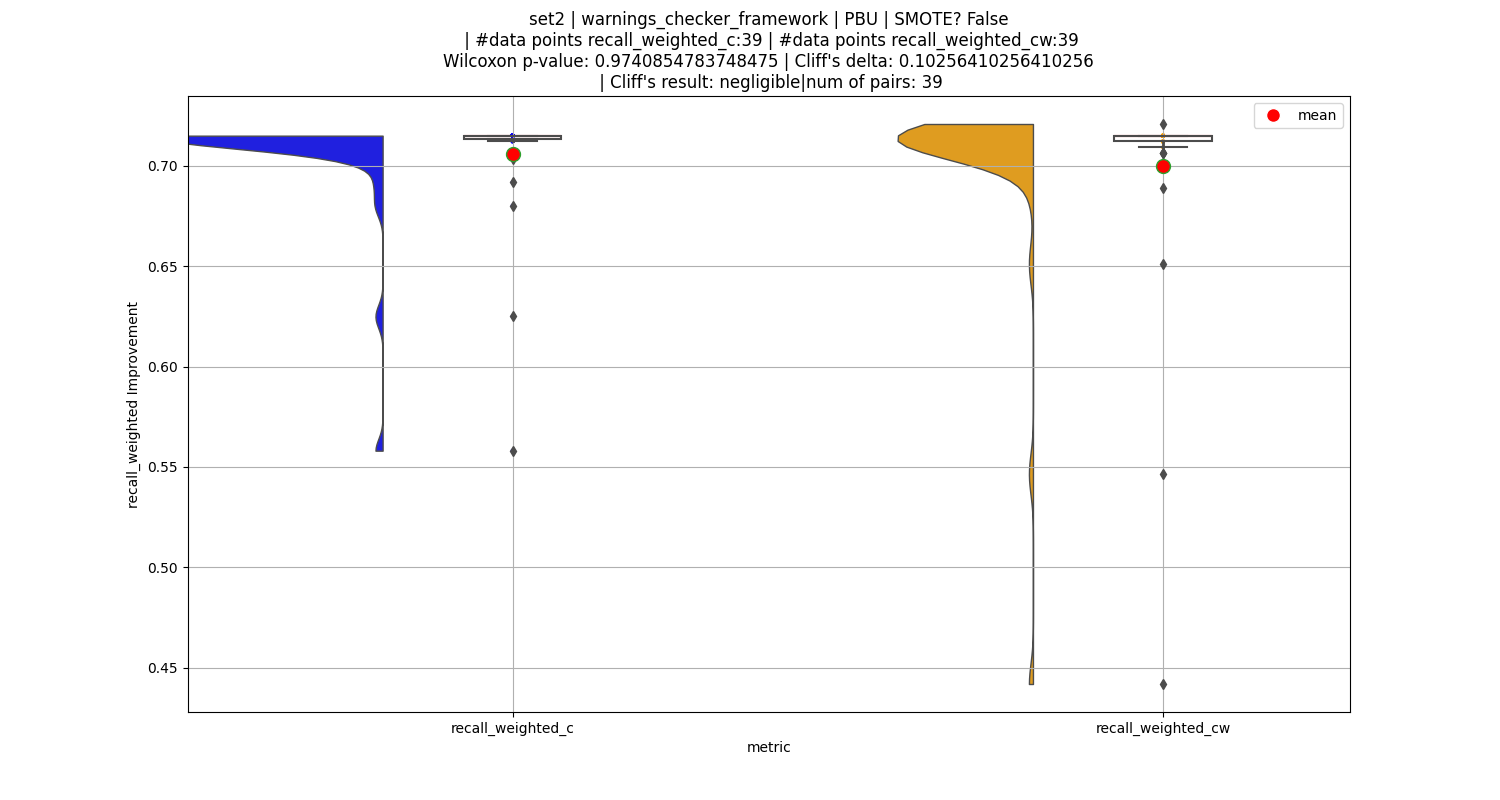 set2 | warnings_checker_framework | PBU | SMOTE? False
| #data points recall_weighted_c:39 | #data points recall_weighted_cw:39
Wilcoxon p-value: 0.9740854783748475 | Cliff's delta: 0.10256410256410256
| Cliff's result: negligible|num of pairs: 39
mean
0.70
0.65
0.60
0.55
0.50
0.45
recall_weighted Improvement
recall_weighted_c
recall_weighted_cw
metric